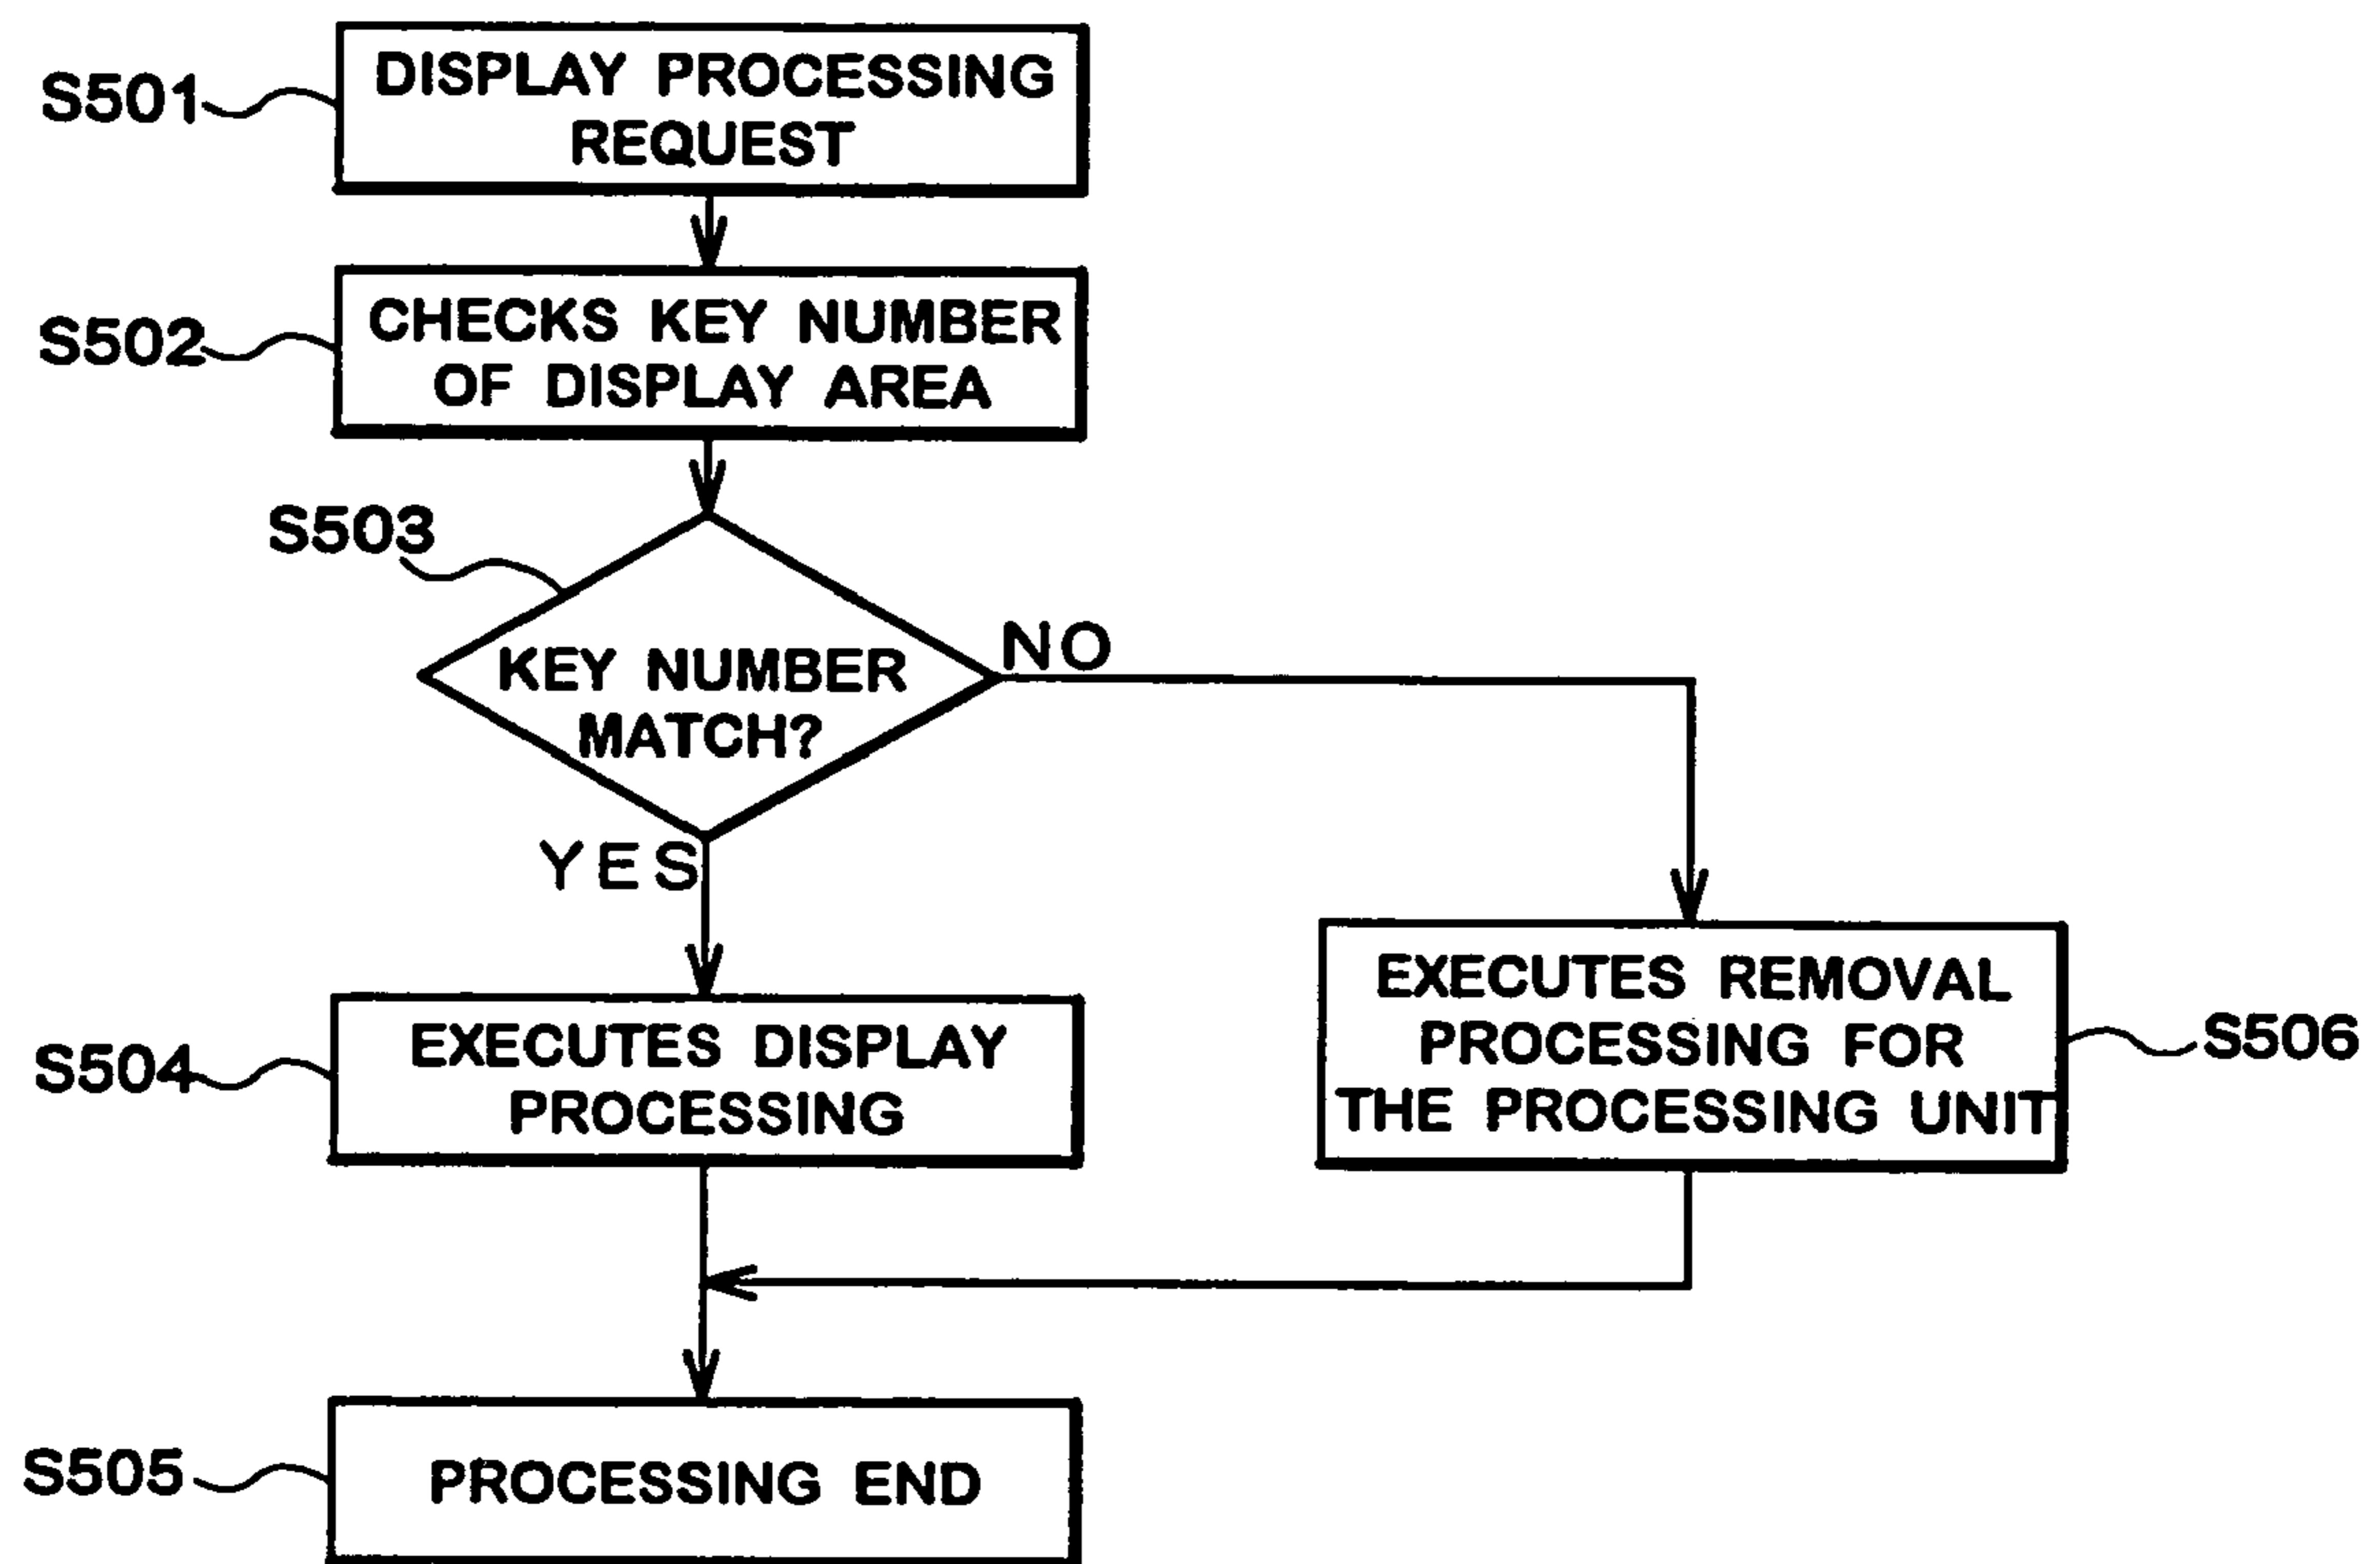 S501
DISPLAY PROCESSING
REQUEST
S502
CHECKS KEY NUMBER
OF DISPLAY AREA
S503
KEY NUMBER
MATCH?
NO
YES
S504
EXECUTES DISPLAY
PROCESSING
EXECUTES REMOVAL
PROCESSING FOR
THE PROCESSING UNIT
S506
S505
PROCESSING END